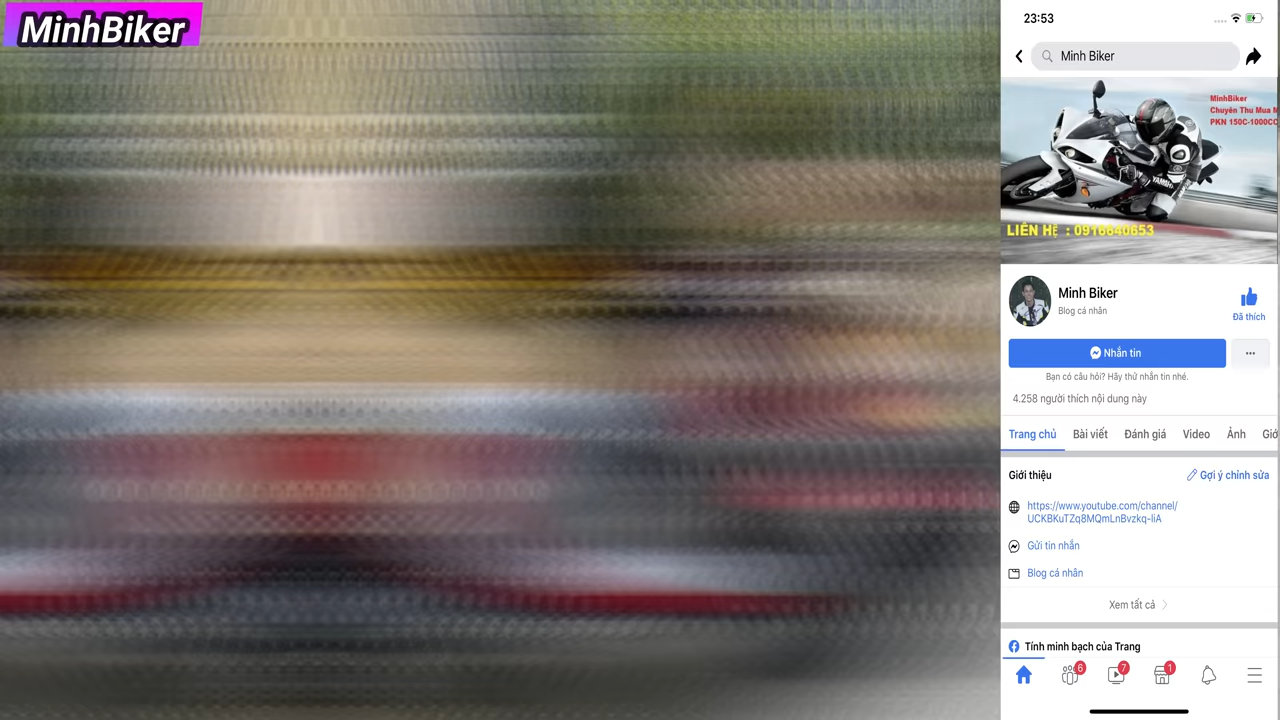 MinhBiker
23:53
Minh Biker
MinhBiker
Chuyên Thu Mua M
PKN 150C-1000CC
YAMAHA
LIÊN HỆ : 0916640653
Minh Biker
Blog cá nhân
Đã thích
Nhắn tin
Bạn có câu hỏi? Hãy thử nhắn tin nhé.
4.258 người thích nội dung này
Trang chủ Bài viết Đánh giá Video Ảnh Giớ
Giới thiệu
Gợi ý chỉnh sửa
https://www.youtube.com/channel/
UCKBKuTZq8MQmLnBvzkq-liA
Gửi tin nhắn
Blog cá nhân
Xem tất cả
Tính minh bạch của Trang
6 7 1